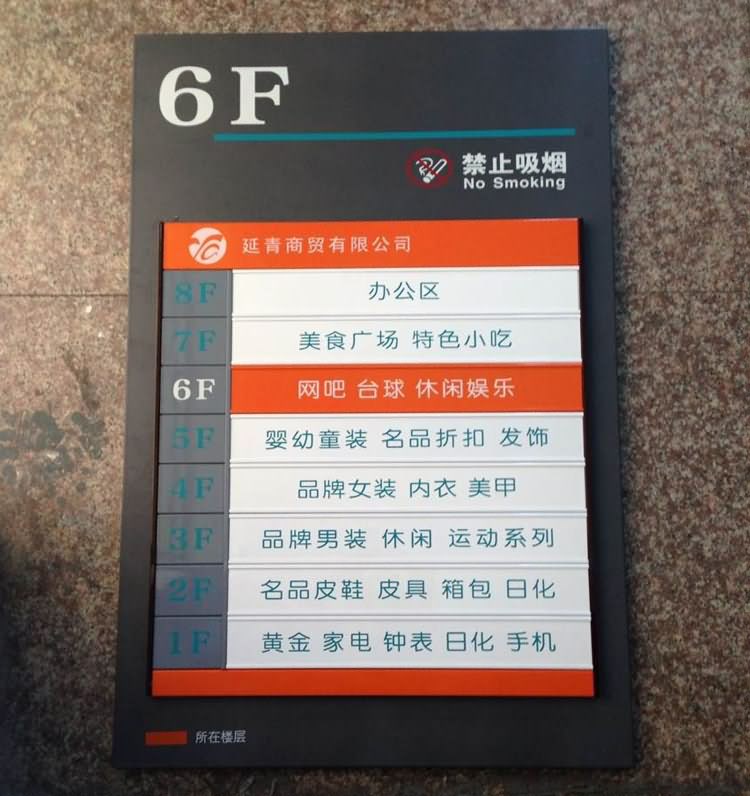 6F
禁止吸烟
No Smoking
延青商贸有限公司
8F 办公区
7F 美食广场 特色小吃
6F 网吧 台球 休闲娱乐
5F 婴幼童装 名品折扣 发饰
4F 品牌女装 内衣 美甲
3F 品牌男装 休闲 运动系列
2F 名品皮鞋 皮具 箱包 日化
1F 黄金 家电 钟表 日化 手机
所在楼层